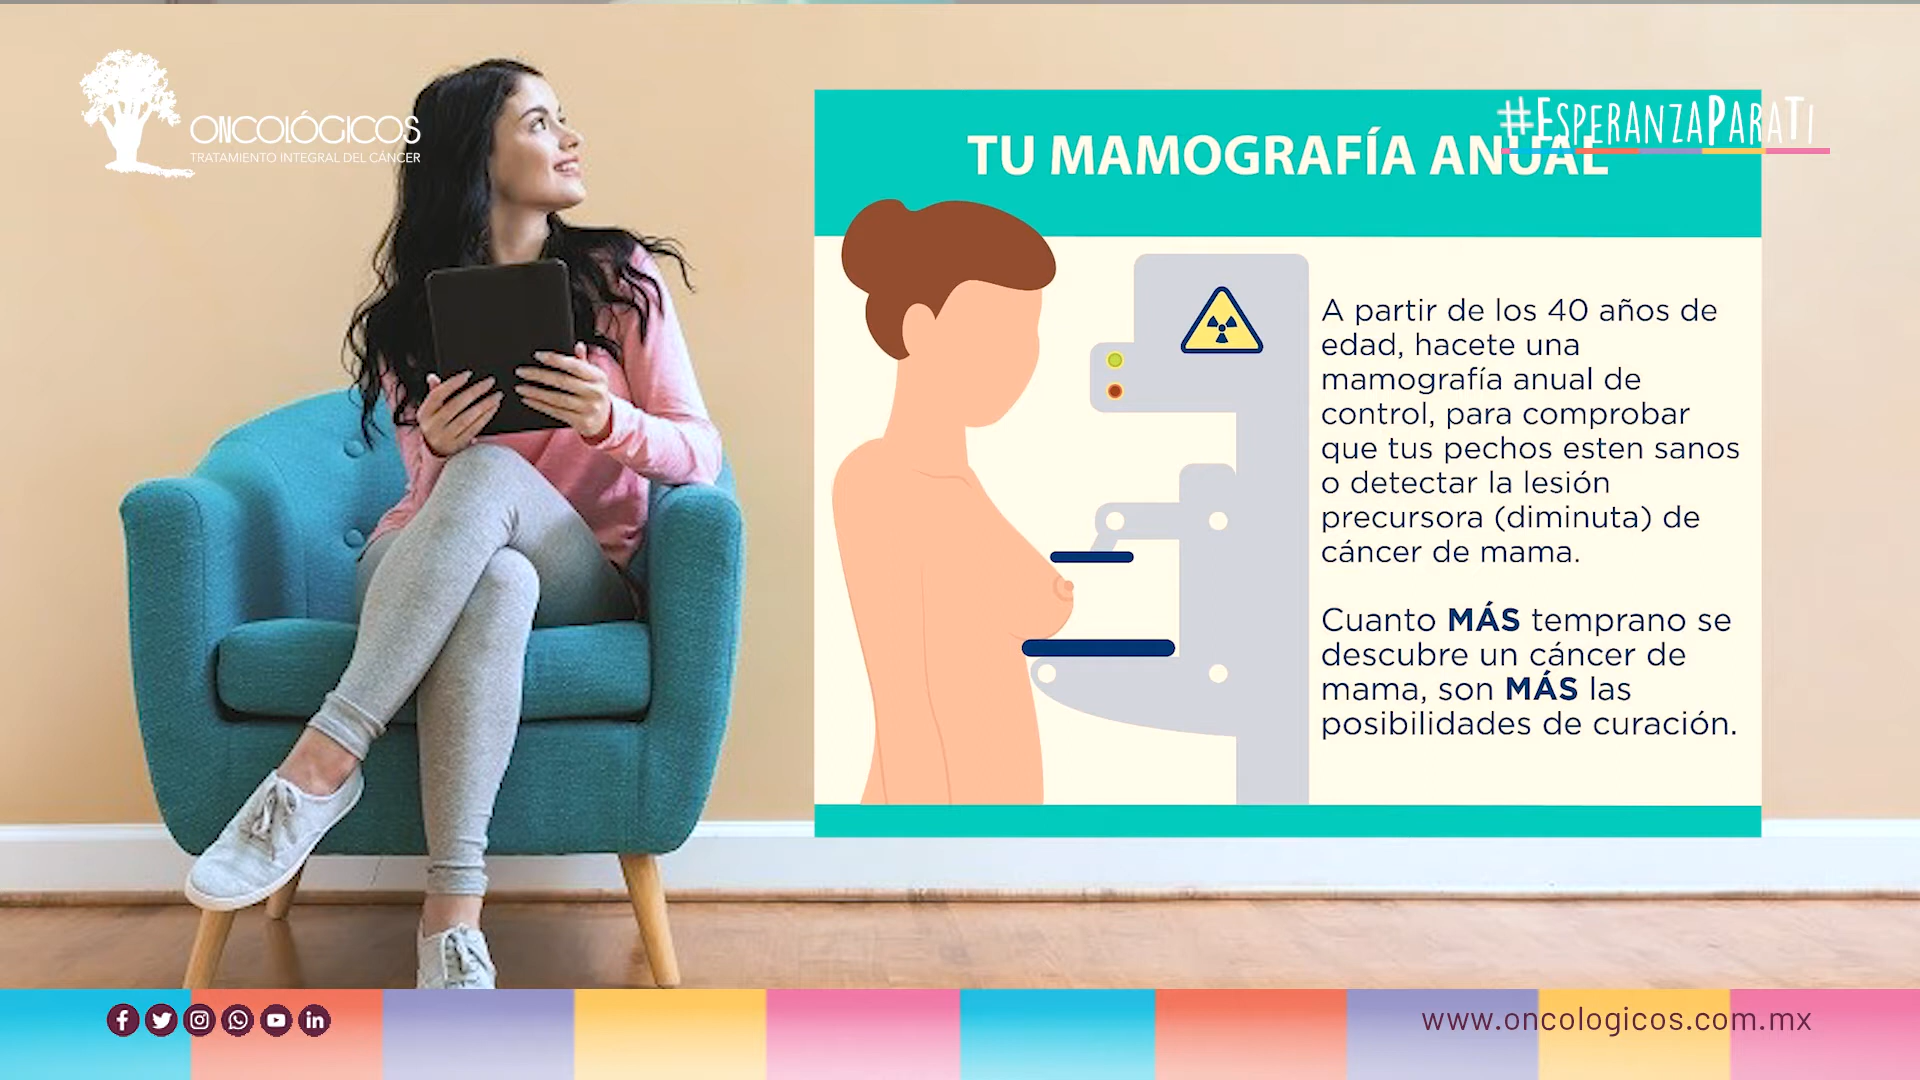 ONCOLÓGICOS
TRATAMIENTO INTEGRAL DEL CÁNCER
#ESPERANZAPARATI
TU MAMOGRAFÍA ANUAL
A partir de los 40 años de
edad, hacete una
mamografía anual de
control, para comprobar
que tus pechos esten sanos
o detectar la lesión
precursora (diminuta) de
cáncer de mama.
Cuanto MÁS temprano se
descubre un cáncer de
mama, son MÁS las
posibilidades de curación.
www.oncologicos.com.mx